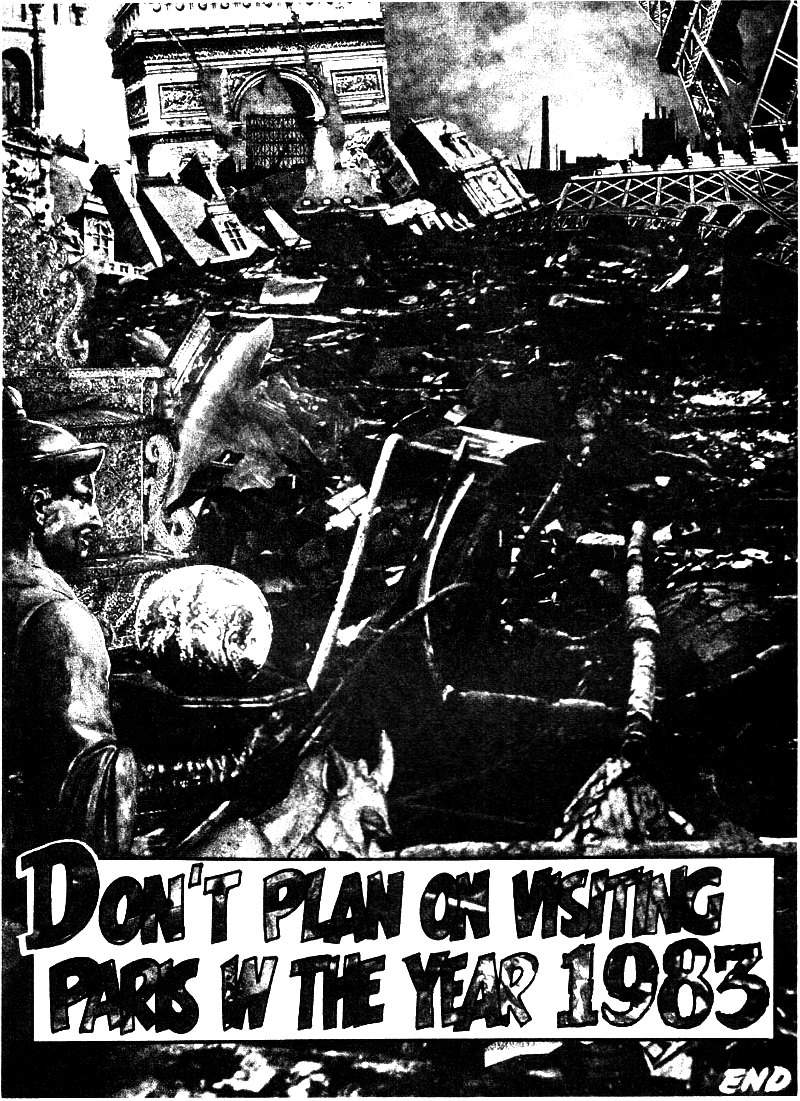 DON'T PLAN ON VISITING
PARIS IN THE YEAR 1983
END